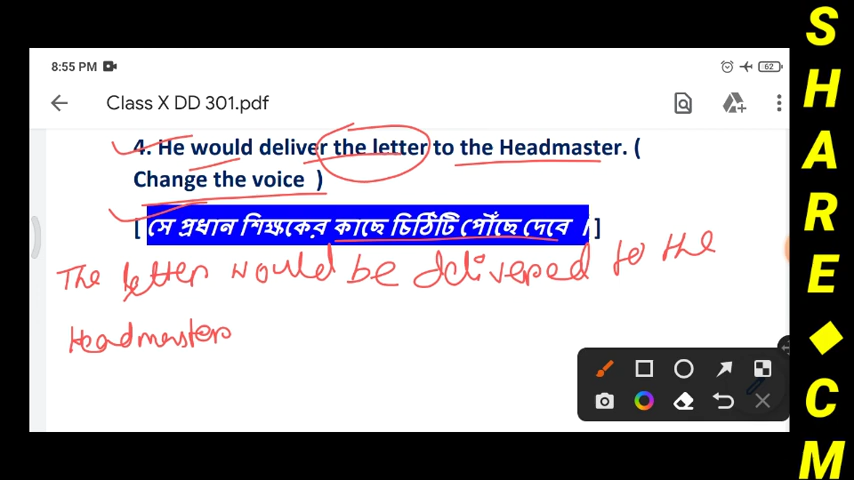 8:55 PM
62
Class X DD 301.pdf
4. He would deliver the letter to the Headmaster. (
Change the voice )
[ সে প্রধান শিক্ষকের কাছে চিঠিটি পৌঁছে দেবে । ]
The letter would be delivered to the
Headmaster
SHARE◆CM